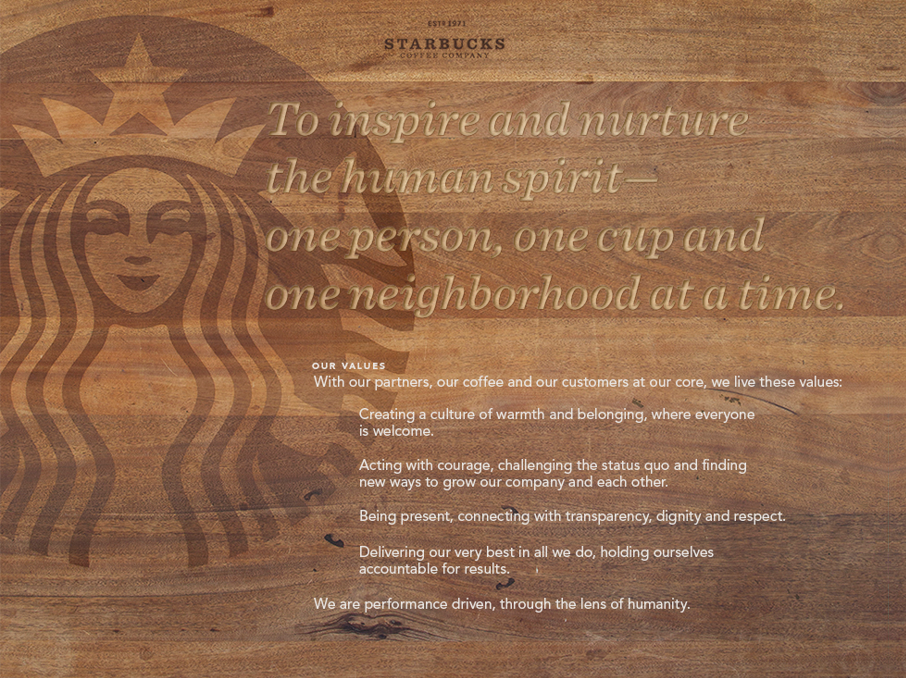 ESTD 1971
STARBUCKS
COFFEE COMPANY
To inspire and nurture
the human spirit—
one person, one cup and
one neighborhood at a time.
OUR VALUES
With our partners, our coffee and our customers at our core, we live these values:
Creating a culture of warmth and belonging, where everyone
is welcome.
Acting with courage, challenging the status quo and finding
new ways to grow our company and each other.
Being present, connecting with transparency, dignity and respect.
Delivering our very best in all we do, holding ourselves
accountable for results.
We are performance driven, through the lens of humanity.